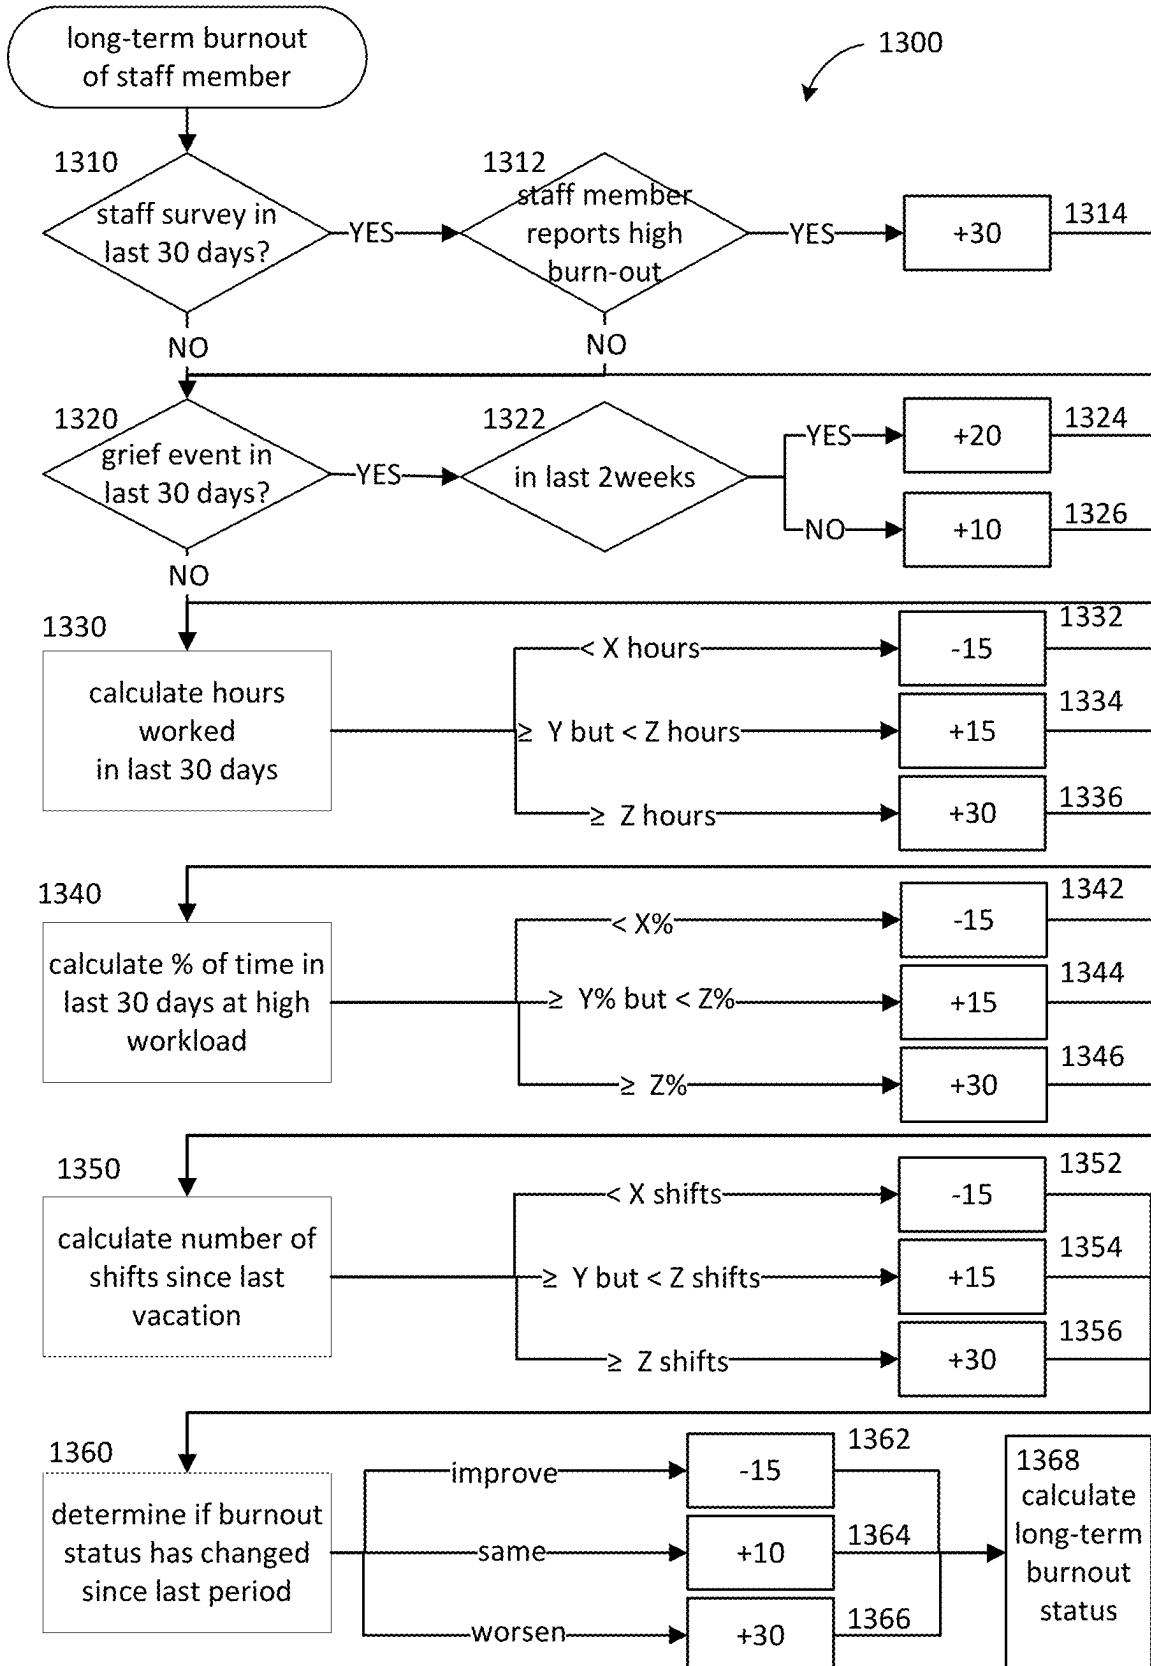 long-term burnout
of staff member
1300
1310
staff survey in
last 30 days?
YES
1312
staff member
reports high
burn-out
YES
+30
1314
NO
NO
1320
grief event in
last 30 days?
YES
1322
in last 2weeks
YES
+20
1324
NO
+10
1326
NO
1330
calculate hours
worked
in last 30 days
< X hours
-15
1332
≥ Y but < Z hours
+15
1334
≥ Z hours
+30
1336
1340
calculate % of time in
last 30 days at high
workload
< X%
-15
1342
≥ Y% but < Z%
+15
1344
≥ Z%
+30
1346
1350
calculate number of
shifts since last
vacation
< X shifts
-15
1352
≥ Y but < Z shifts
+15
1354
≥ Z shifts
+30
1356
1360
determine if burnout
status has changed
since last period
improve
-15
1362
same
+10
1364
worsen
+30
1366
1368
calculate
long-term
burnout
status